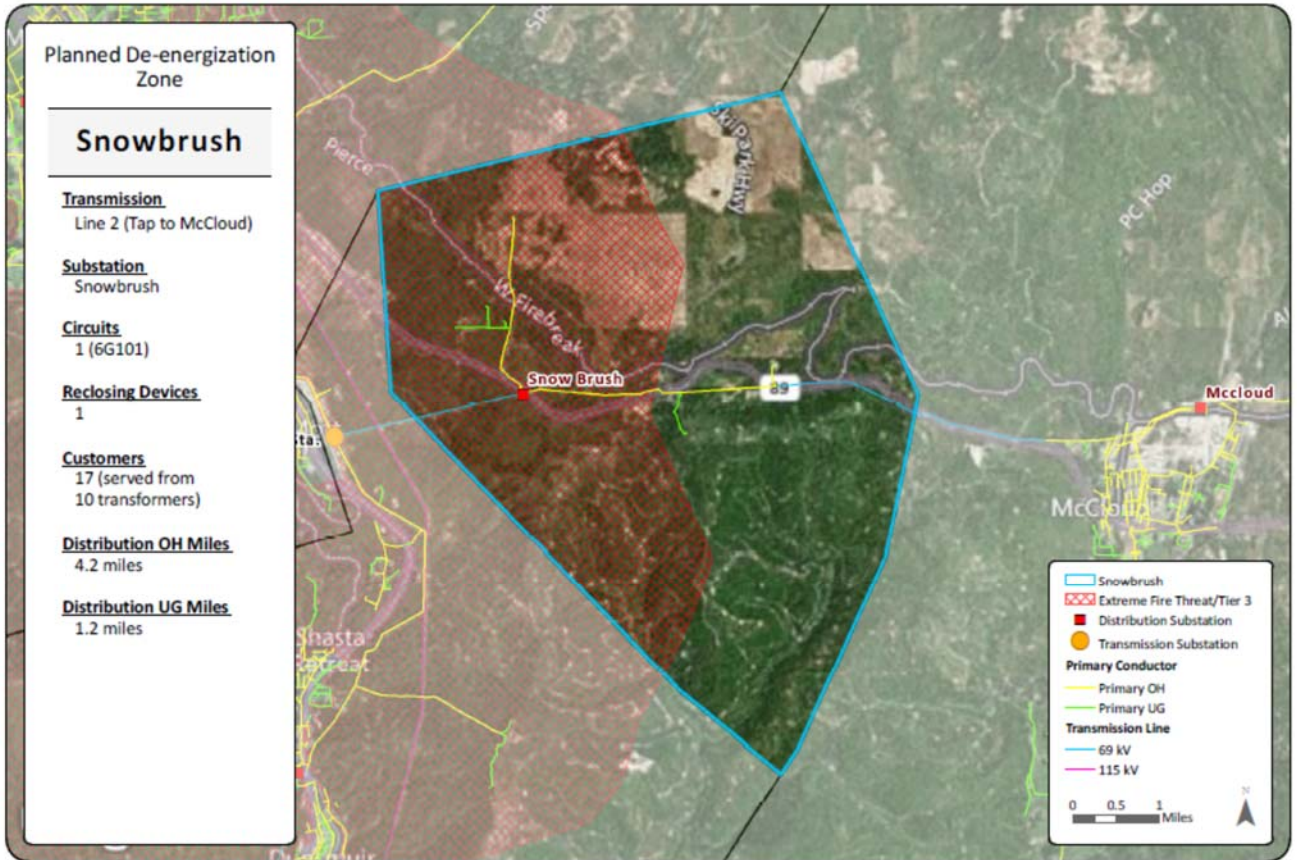 Planned De-energization
Zone
Snowbrush
Transmission
Line 2 (Tap to McCloud)
Substation
Snowbrush
Circuits
1 (6G101)
Reclosing Devices
1
Customers
17 (served from
10 transformers)
Distribution OH Miles
4.2 miles
Distribution UG Miles
1.2 miles
Ski Park Hwy
Pierce
PC Hop
W Firebreak
Snow Brush
89
Mccloud
McCloud
Shasta
Retreat
Snowbrush
Extreme Fire Threat/Tier 3
Distribution Substation
Transmission Substation
Primary Conductor
Primary OH
Primary UG
Transmission Line
69 kV
115 kV
0 0.5 1
Miles
N